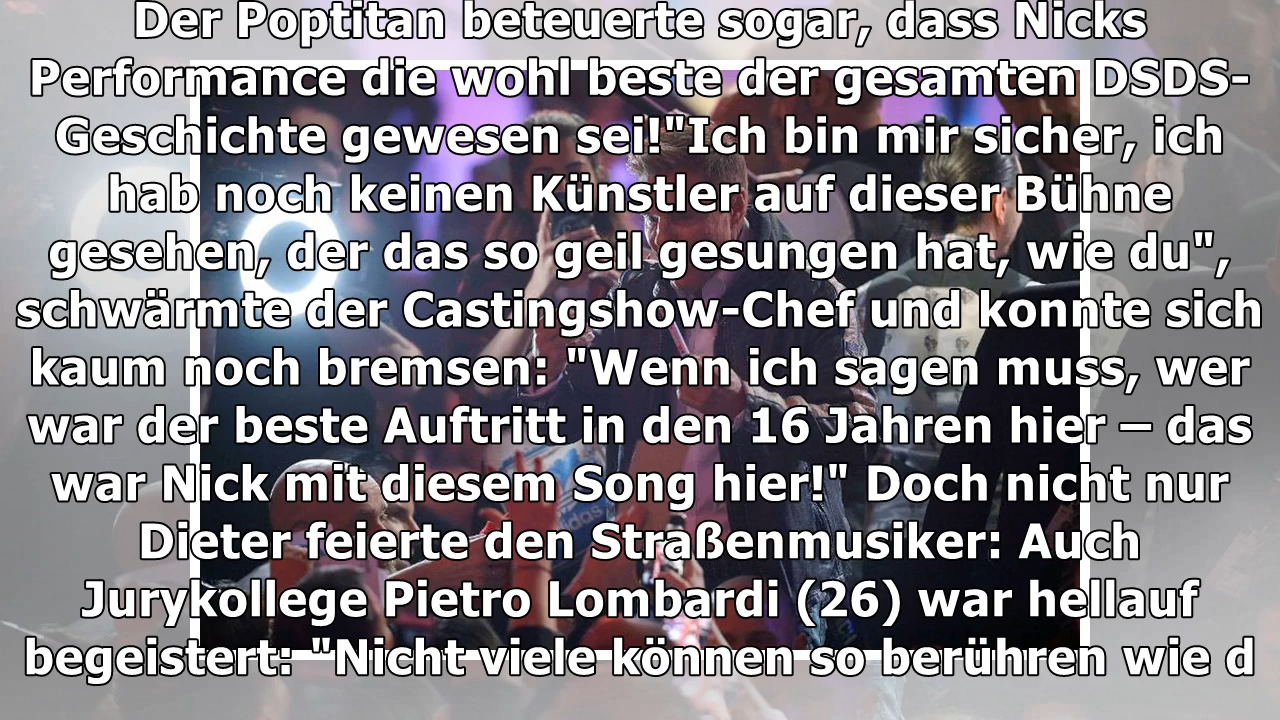 Der Poptitan beteuerte sogar, dass Nicks
Performance die wohl beste der gesamten DSDS-
Geschichte gewesen sei!"Ich bin mir sicher, ich
hab noch keinen Künstler auf dieser Bühne
gesehen, der das so geil gesungen hat, wie du",
schwärmte der Castingshow-Chef und konnte sich
kaum noch bremsen: "Wenn ich sagen muss, wer
war der beste Auftritt in den 16 Jahren hier – das
war Nick mit diesem Song hier!" Doch nicht nur
Dieter feierte den Straßenmusiker: Auch
Jurykollege Pietro Lombardi (26) war hellauf
begeistert: "Nicht viele können so berühren wie d
adidas